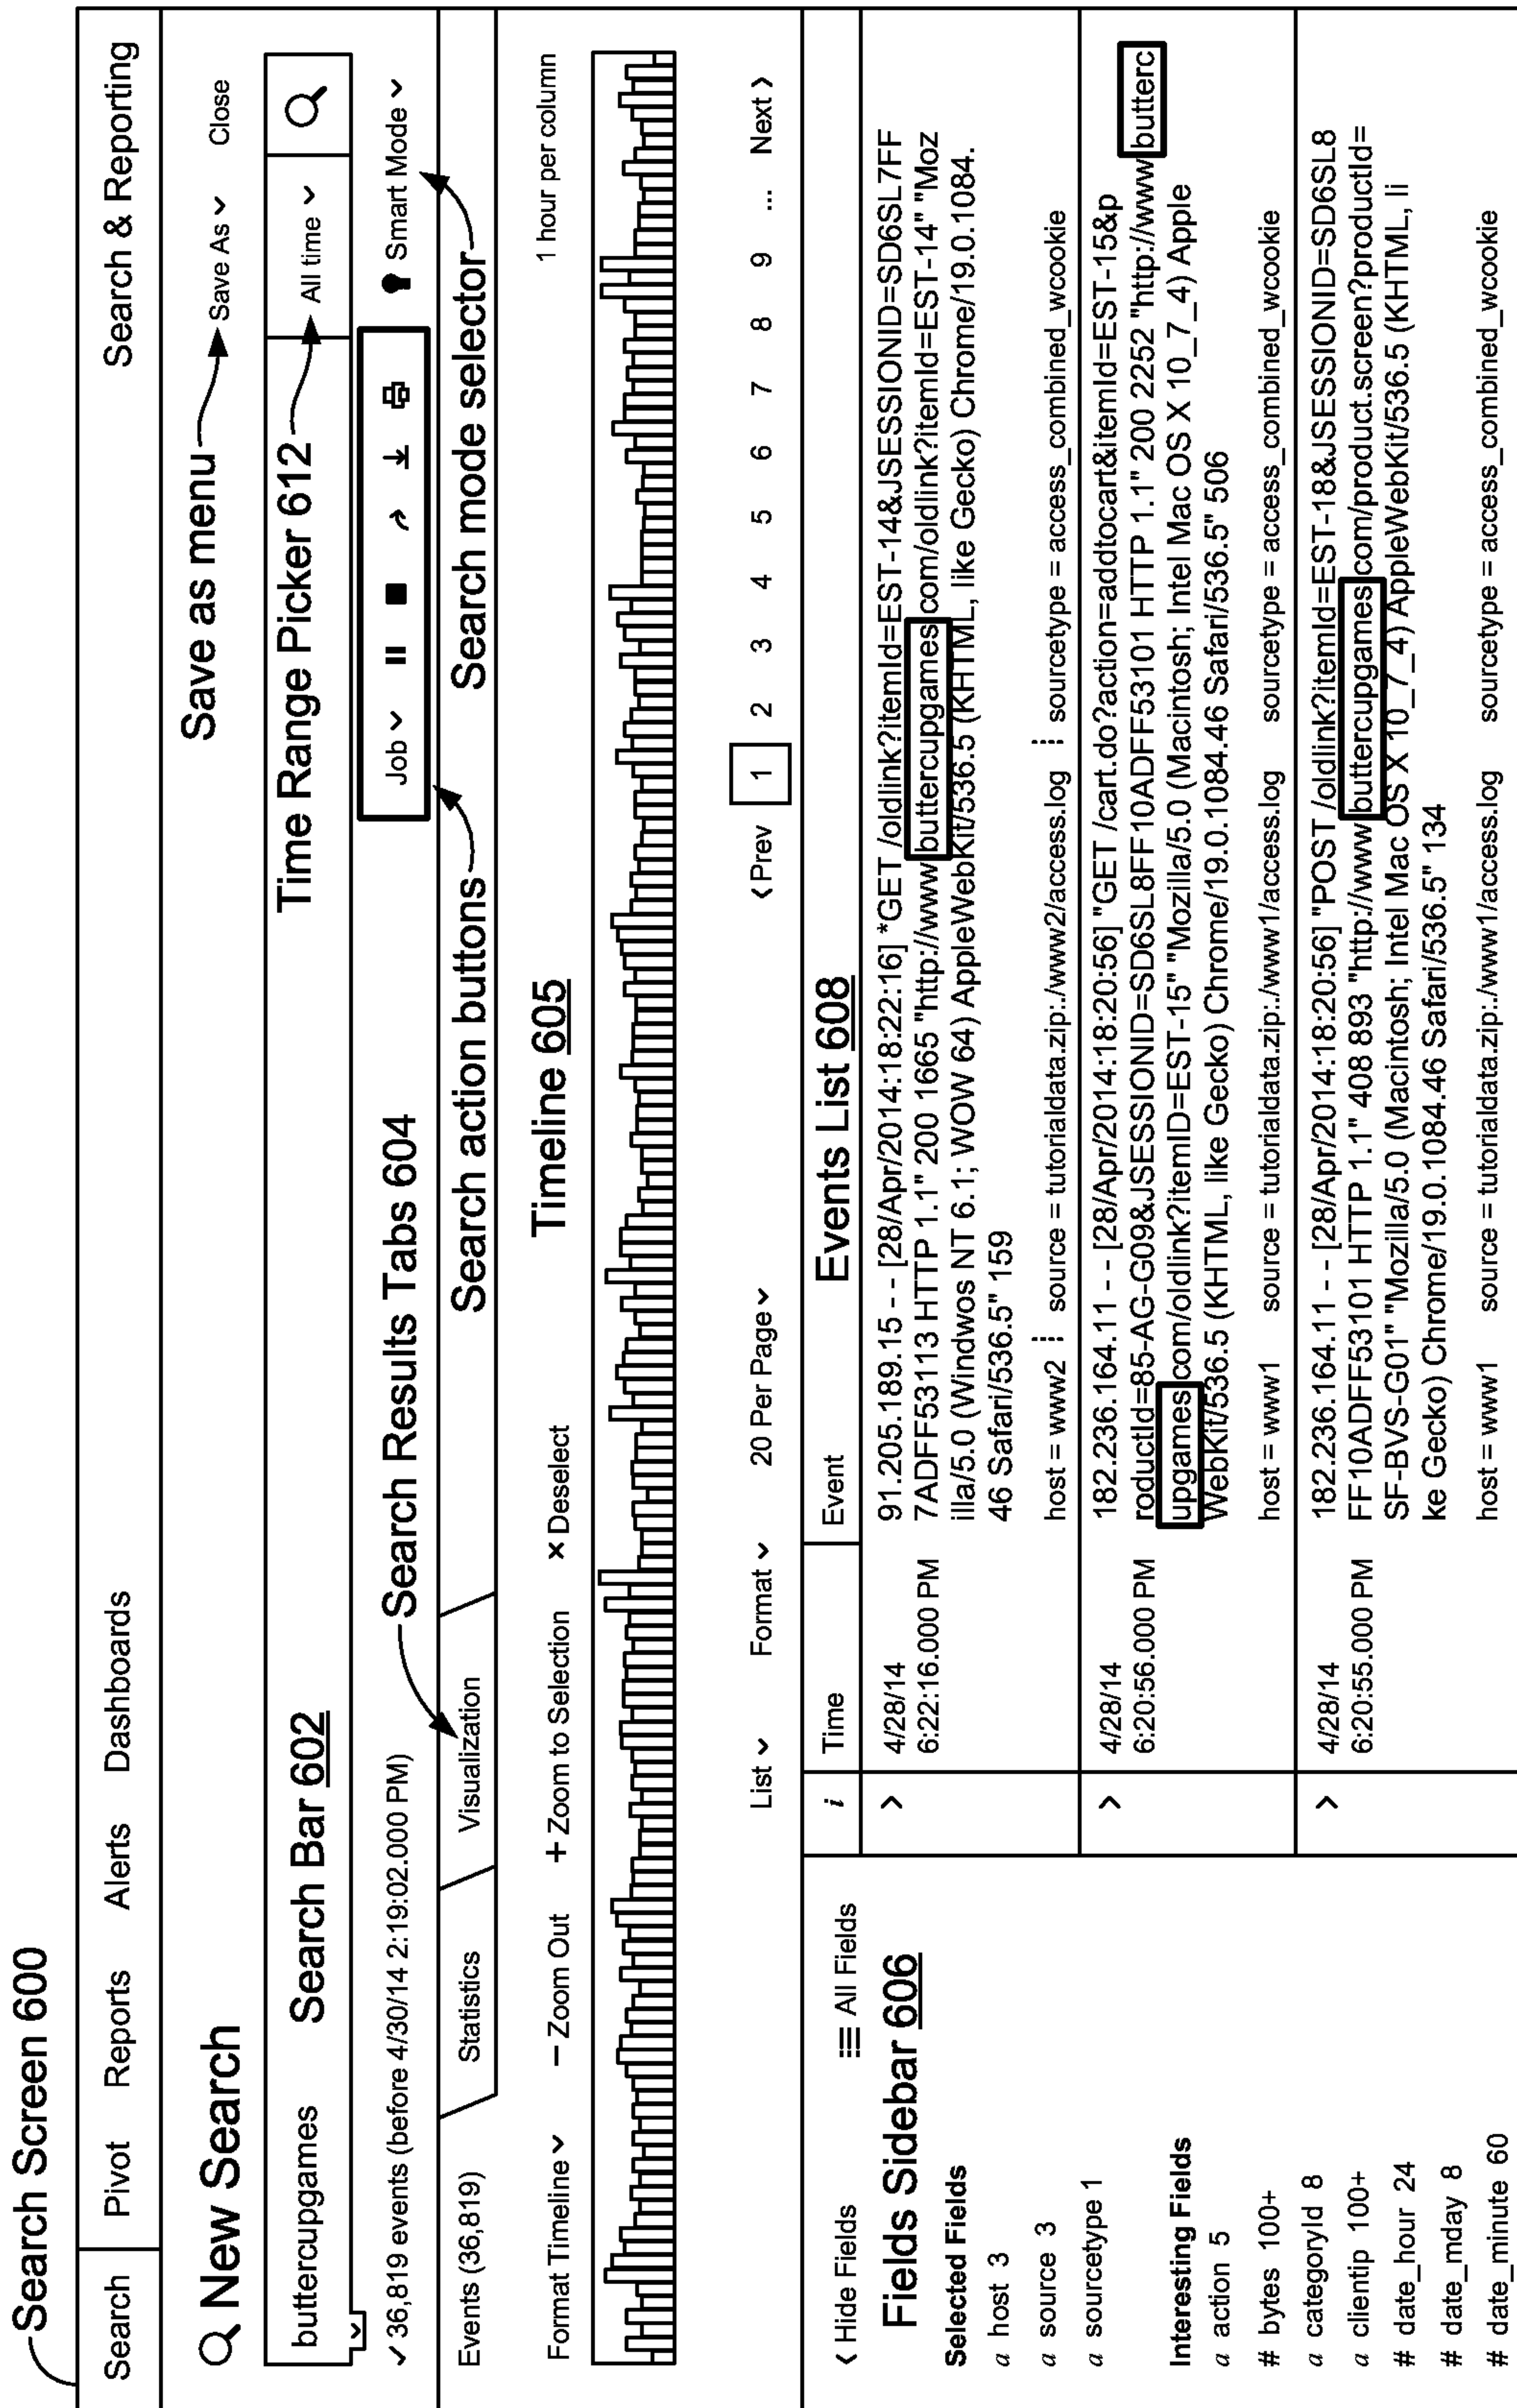 Search Screen 600
Search Pivot Reports Alerts Dashboards Search & Reporting
New Search
Save as menu Save As Close
buttercupgames Search Bar 602 Time Range Picker 612 All time
✓ 36,819 events (before 4/30/14 2:19:02.000 PM) Search Results Tabs 604 Job Smart Mode
Events (36,819) Statistics Visualization Search action buttons Search mode selector
Timeline 605
Format Timeline — Zoom Out + Zoom to Selection × Deselect 1 hour per column
List Format 20 Per Page < Prev 1 2 3 4 5 6 7 8 9 ... Next >
< Hide Fields All Fields
Fields Sidebar 606
Selected Fields
a host 3
a source 3
a sourcetype 1
Interesting Fields
a action 5
# bytes 100+
a categoryId 8
a clientip 100+
# date_hour 24
# date_mday 8
# date_minute 60
i Time Event Events List 608
> 4/28/14
6:22:16.000 PM
91.205.189.15 - - [28/Apr/2014:18:22:16] *GET /oldlink?itemId=EST-14&JSESSIONID=SD6SL7FF
7ADFF53113 HTTP 1.1" 200 1665 "http://www buttercupgames com/oldlink?itemId=EST-14" "Moz
illa/5.0 (Windwos NT 6.1; WOW 64) AppleWebKit/536.5 (KHTML, like Gecko) Chrome/19.0.1084.
46 Safari/536.5" 159
host = www2 source = tutorialdata.zip:./www2/access.log sourcetype = access_combined_wcookie
> 4/28/14
6:20:56.000 PM
182.236.164.11 - - [28/Apr/2014:18:20:56] "GET /cart.do?action=addtocart&itemId=EST-15&p
roductId=85-AG-G09&JSESSIONID=SD6SL8FF10ADFF53101 HTTP 1.1" 200 2252 "http://www butterc
upgames com/oldlink?itemID=EST-15" "Mozilla/5.0 (Macintosh; Intel Mac OS X 10_7_4) Apple
WebKit/536.5 (KHTML, like Gecko) Chrome/19.0.1084.46 Safari/536.5" 506
host = www1 source = tutorialdata.zip:./www1/access.log sourcetype = access_combined_wcookie
> 4/28/14
6:20:55.000 PM
182.236.164.11 - - [28/Apr/2014:18:20:56] "POST /oldlink?itemId=EST-18&JSESSIONID=SD6SL8
FF10ADFF53101 HTTP 1.1" 408 893 "http://www buttercupgames com/product.screen?productId=
SF-BVS-G01" "Mozilla/5.0 (Macintosh; Intel Mac OS X 10_7_4) AppleWebKit/536.5 (KHTML, li
ke Gecko) Chrome/19.0.1084.46 Safari/536.5" 134
host = www1 source = tutorialdata.zip:./www1/access.log sourcetype = access_combined_wcookie